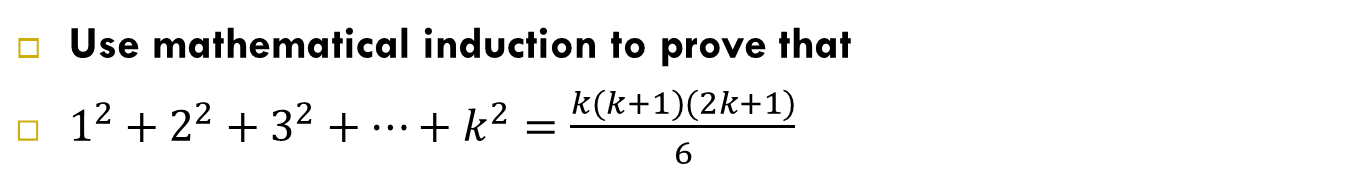 Use mathematical induction to prove that
1² + 2² + 3² + ⋯ + k² = k(k+1)(2k+1)/6